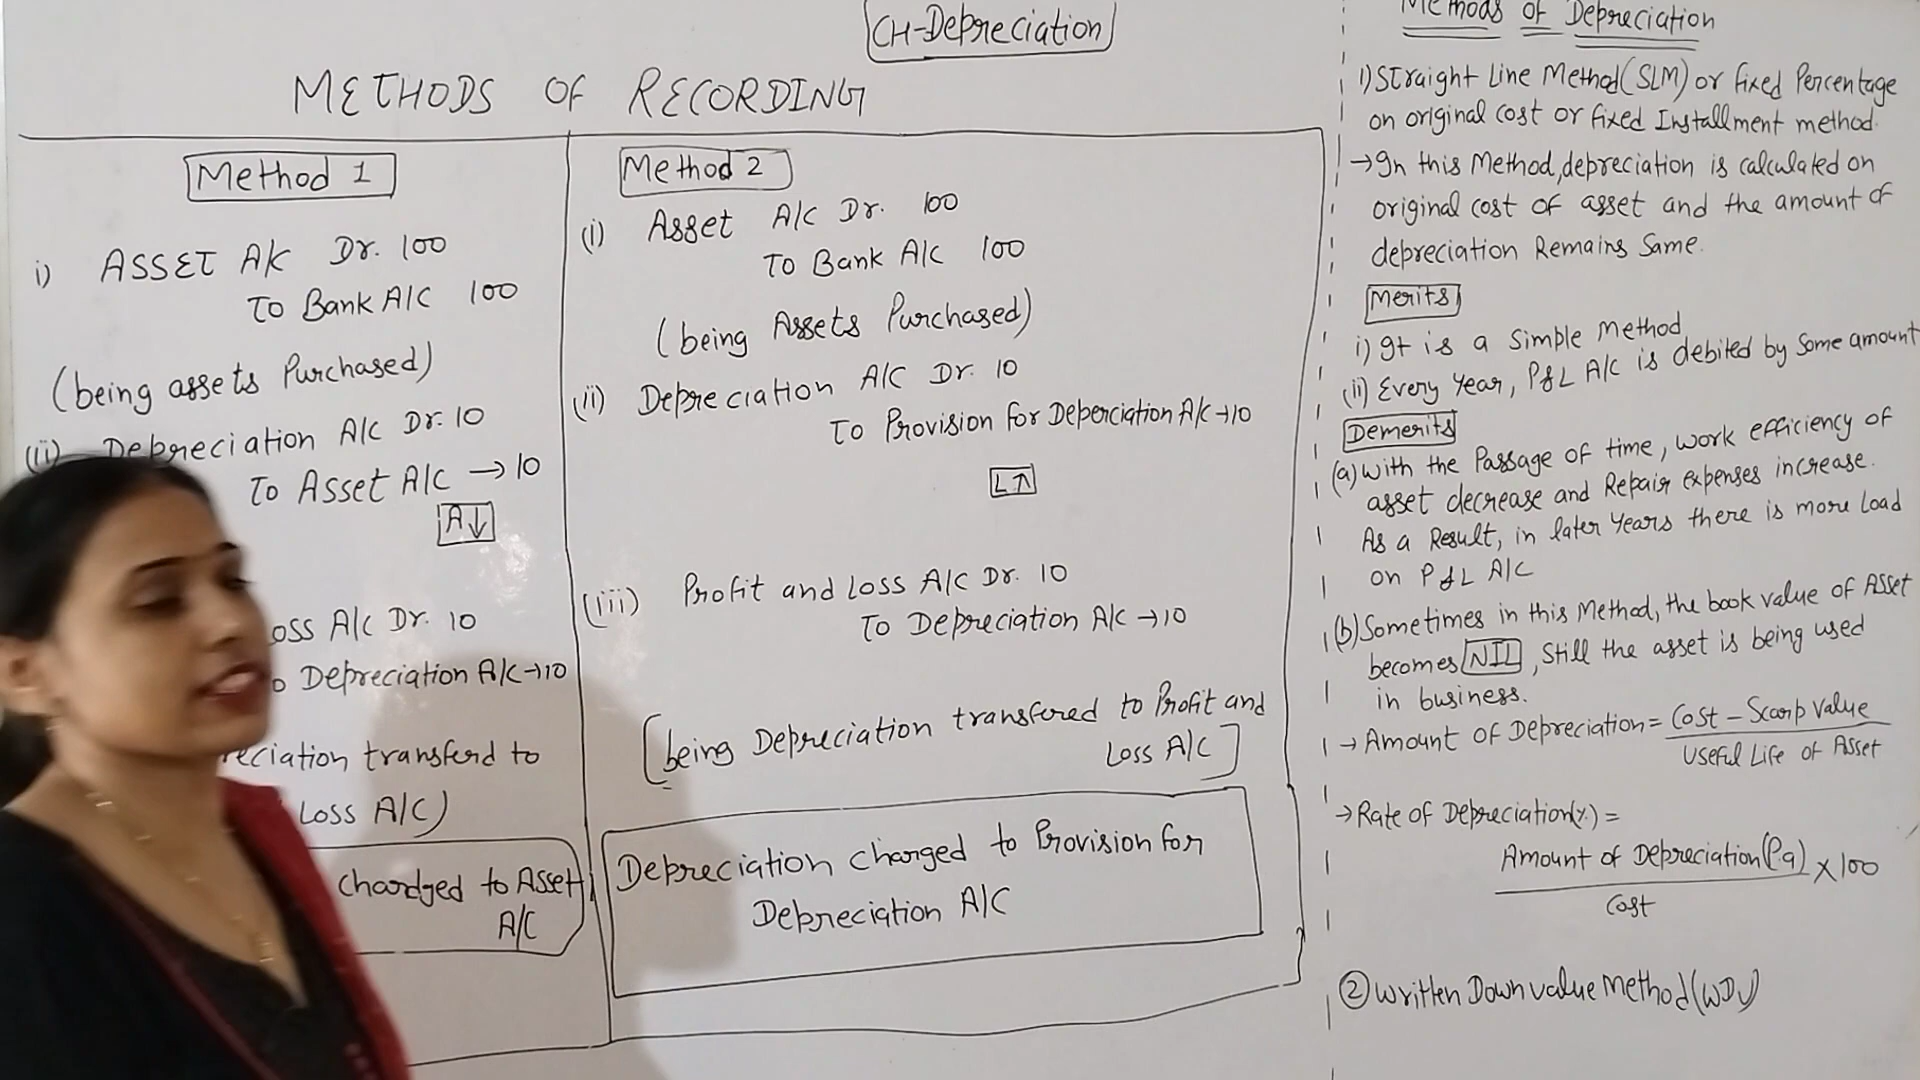 CH-Depreciation
METHODS OF RECORDING
Method 1
i) ASSET A/C Dr. 100
To Bank A/C 100
(being assets Purchased)
(ii) Depreciation A/C Dr. 10
To Asset A/C → 10
A↓
Loss A/C Dr. 10
Depreciation A/C→10
transferd to
Loss A/C)
chardged to Asset
A/C
Method 2
(i) Asset A/C Dr. 100
To Bank A/C 100
(being Assets Purchased)
(ii) Depreciation A/C Dr. 10
To Provision for Deperciation A/C→10
L↑
(iii) Profit and Loss A/C Dr. 10
To Depreciation A/C →10
[being Depreciation transfered to Profit and
Loss A/C]
Depreciation charged to Provision for
Depreciation A/C
Methods of Depreciation
1) Straight Line Method(SLM) or fixed Percentage
on original cost or fixed Installment method.
→In this Method, depreciation is calculated on
original cost of asset and the amount of
depreciation Remains Same.
Merits
i) It is a Simple Method
(ii) Every Year, P&L A/C is debited by Same amount
Demerits
(a) With the Passage of time, work efficiency of
asset decrease and Repair expenses increase.
As a Result, in later Years there is more Load
on P&L A/C
(b) Sometimes in this Method, the book value of Asset
becomes NIL, Still the asset is being used
in business.
→ Amount of Depreciation = Cost - Scarp Value
Useful Life of Asset
→ Rate of Depreciation(%) =
Amount of Depreciation(Pa) × 100
Cost
② Written Down value Method(WDV)